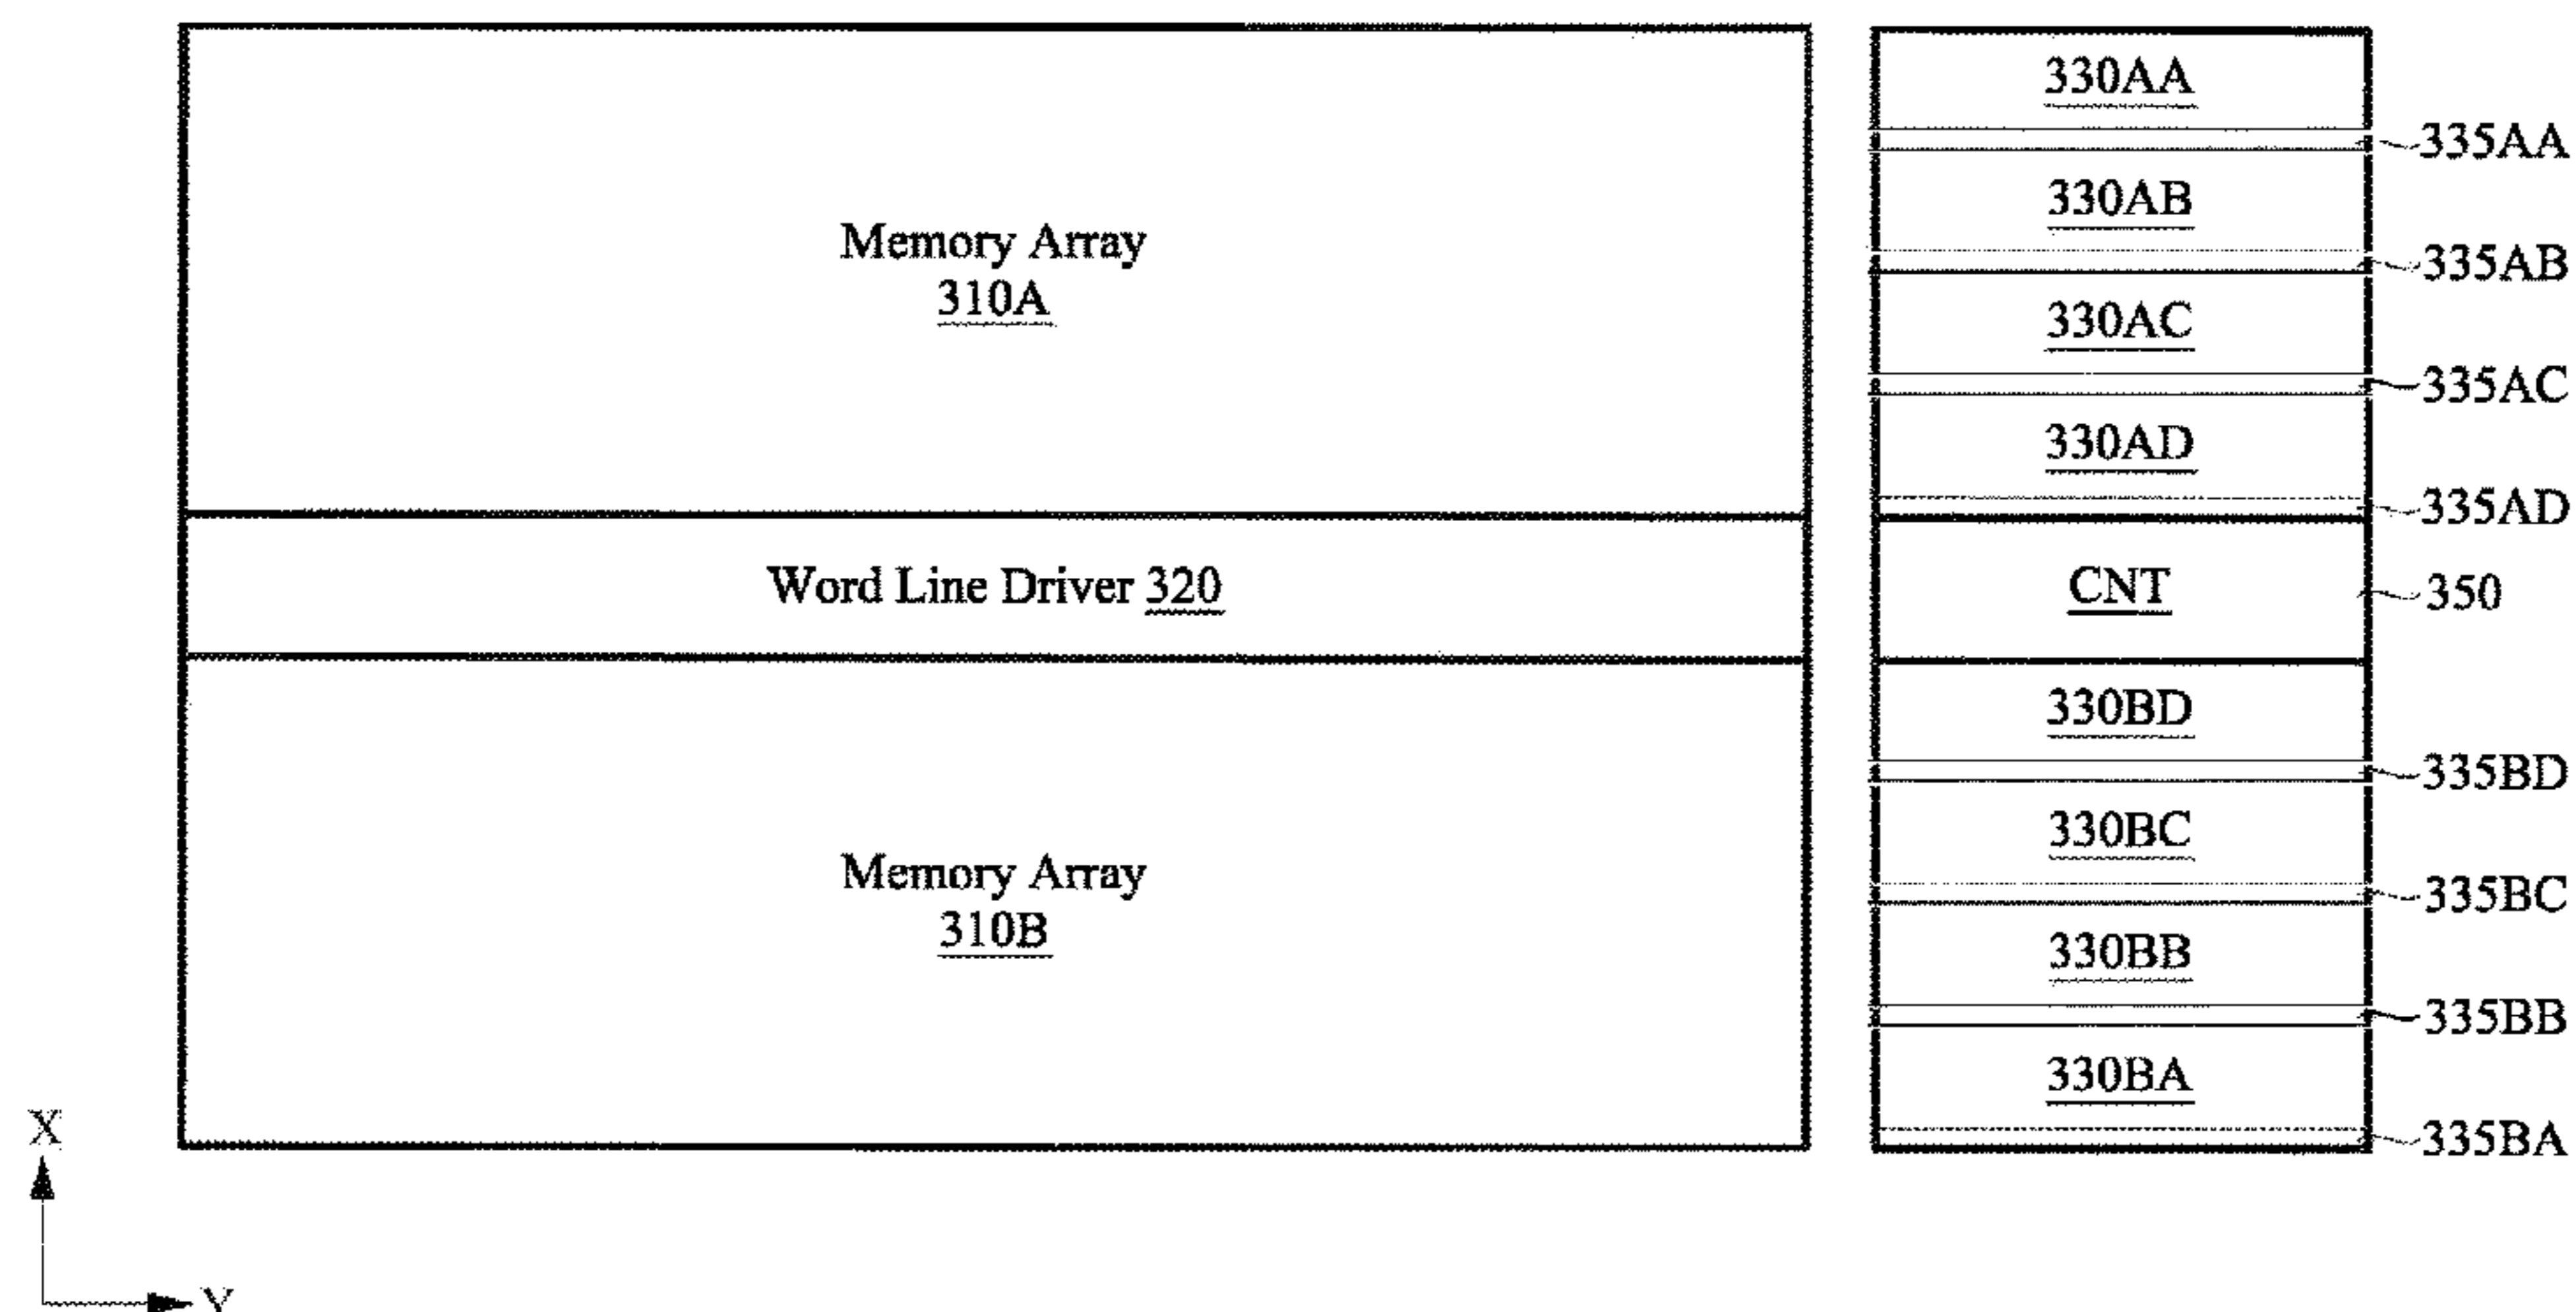 330AA
335AA
330AB
335AB
Memory Array
310A
330AC
335AC
330AD
335AD
Word Line Driver 320
CNT
350
330BD
335BD
330BC
335BC
Memory Array
310B
330BB
335BB
330BA
335BA
X
Y